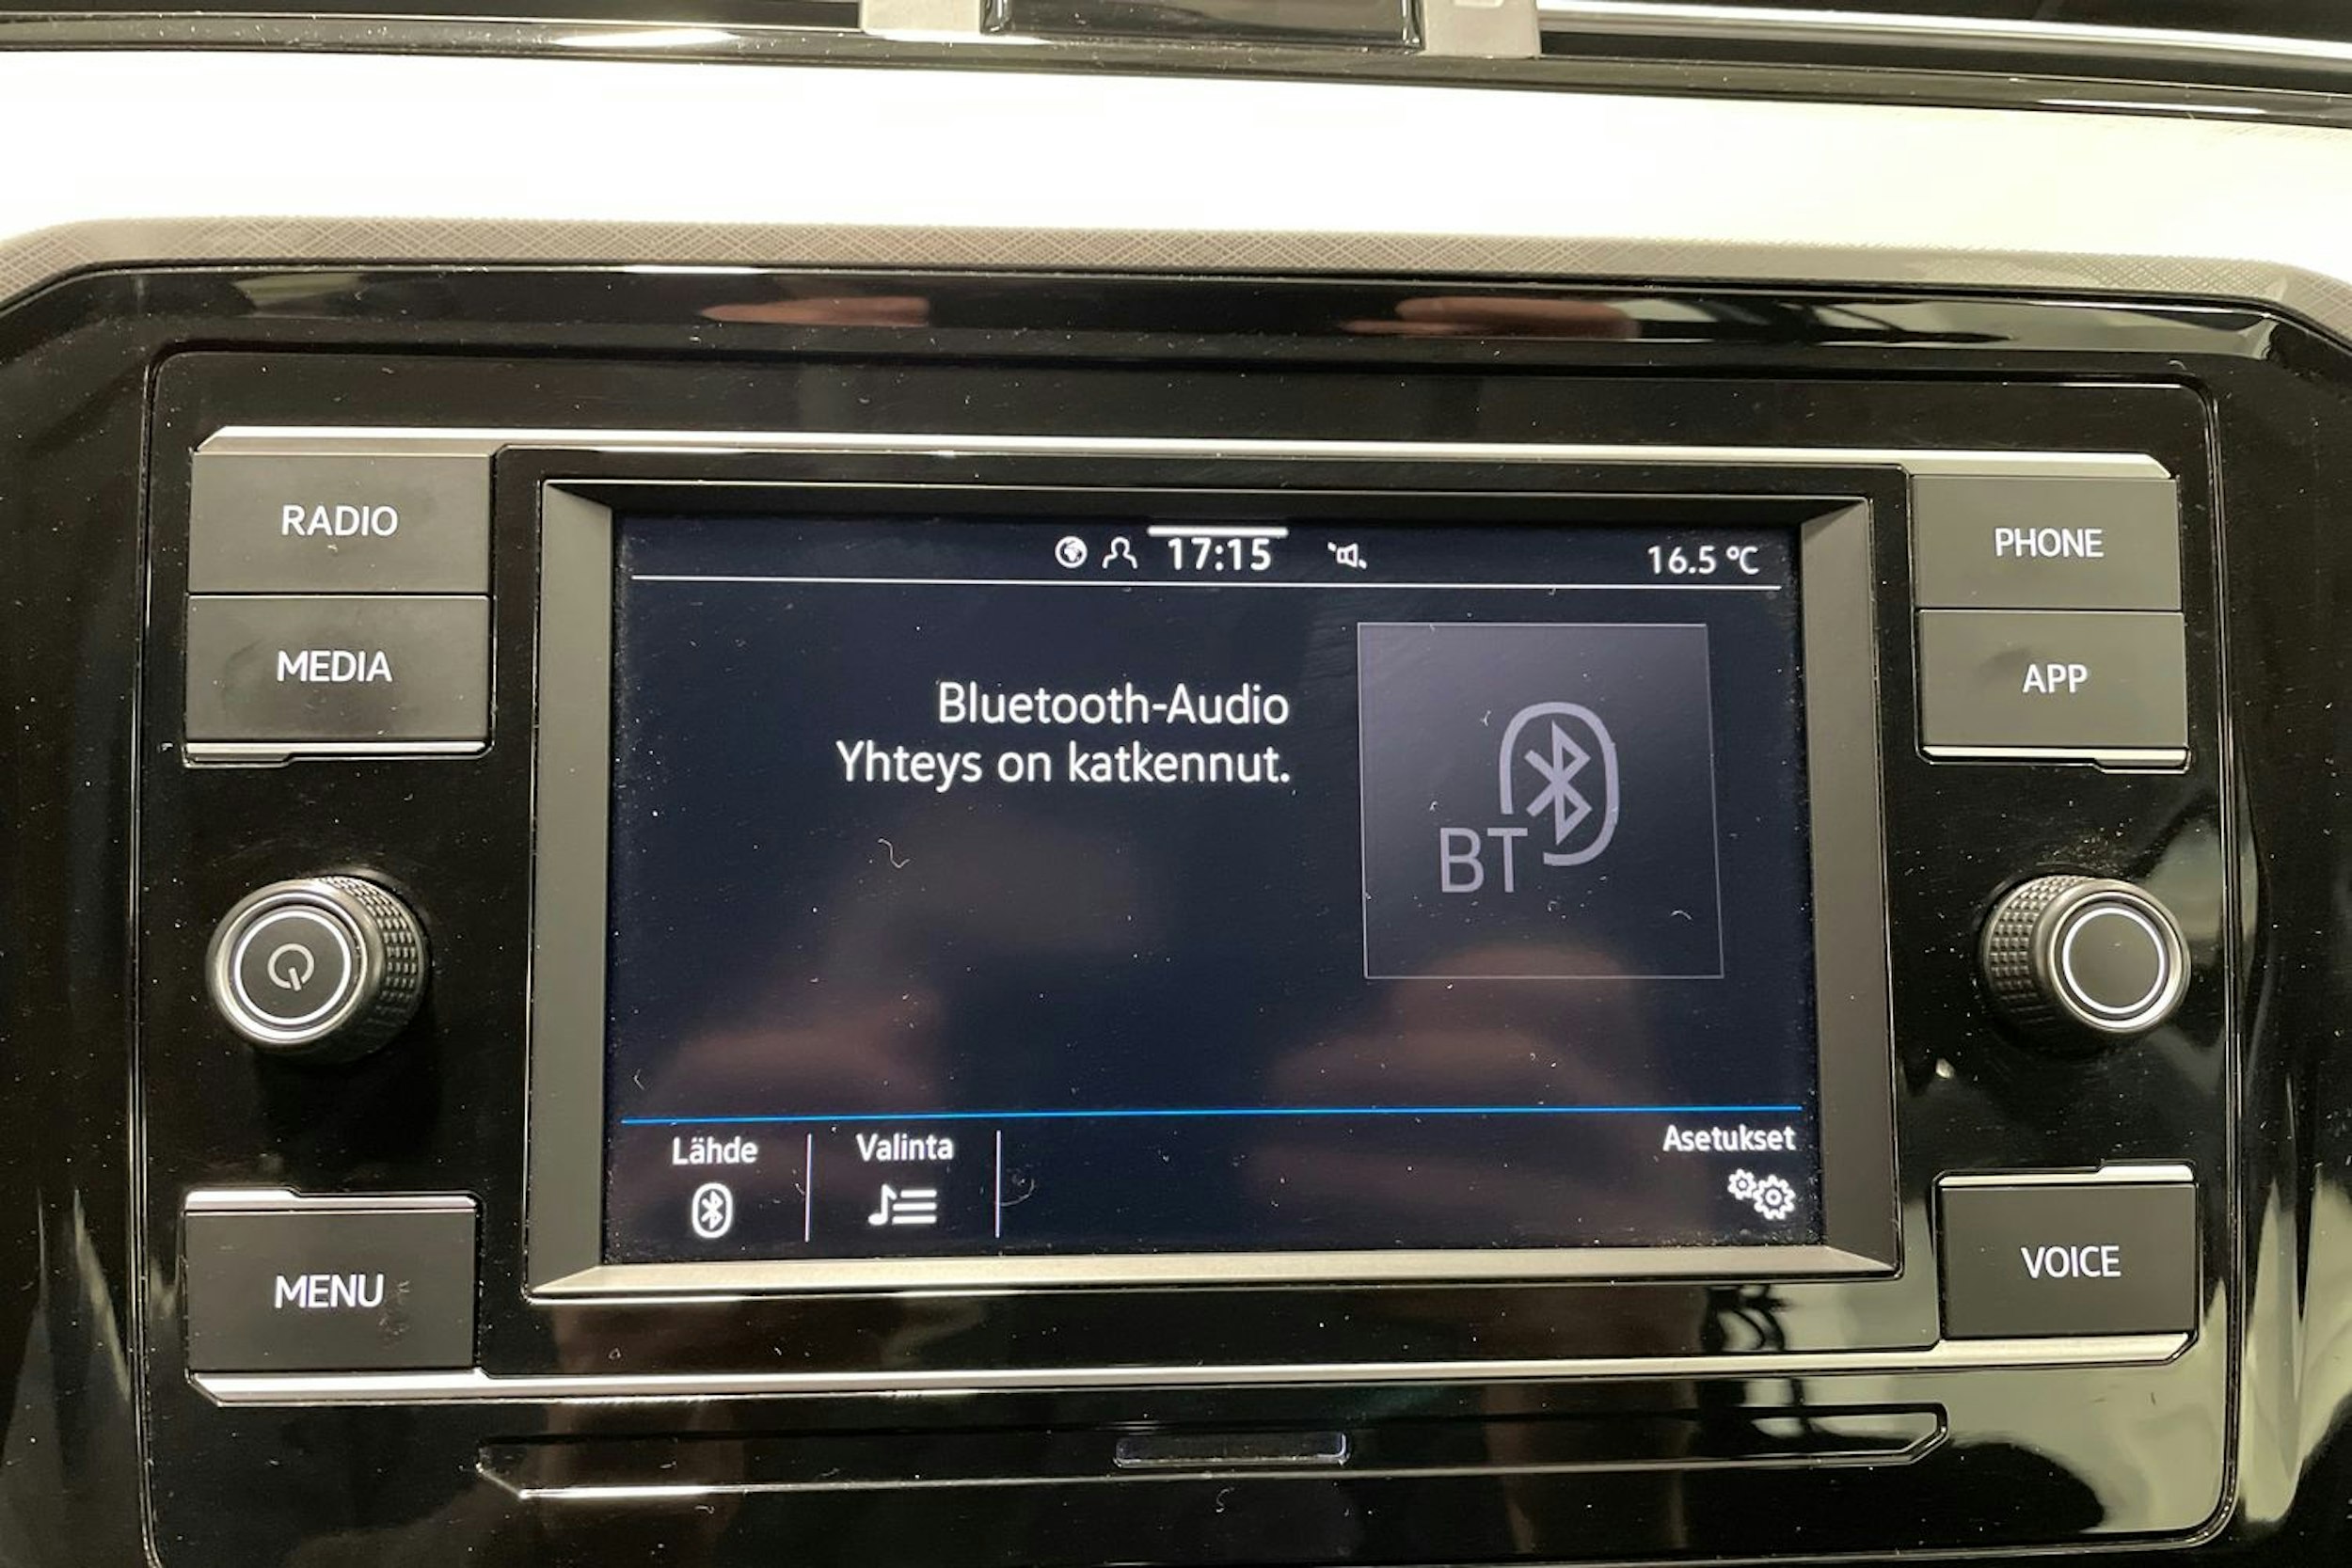 RADIO
MEDIA
MENU
17:15
16.5 °C
Bluetooth-Audio
Yhteys on katkennut.
BT
Lähde
Valinta
Asetukset
PHONE
APP
VOICE